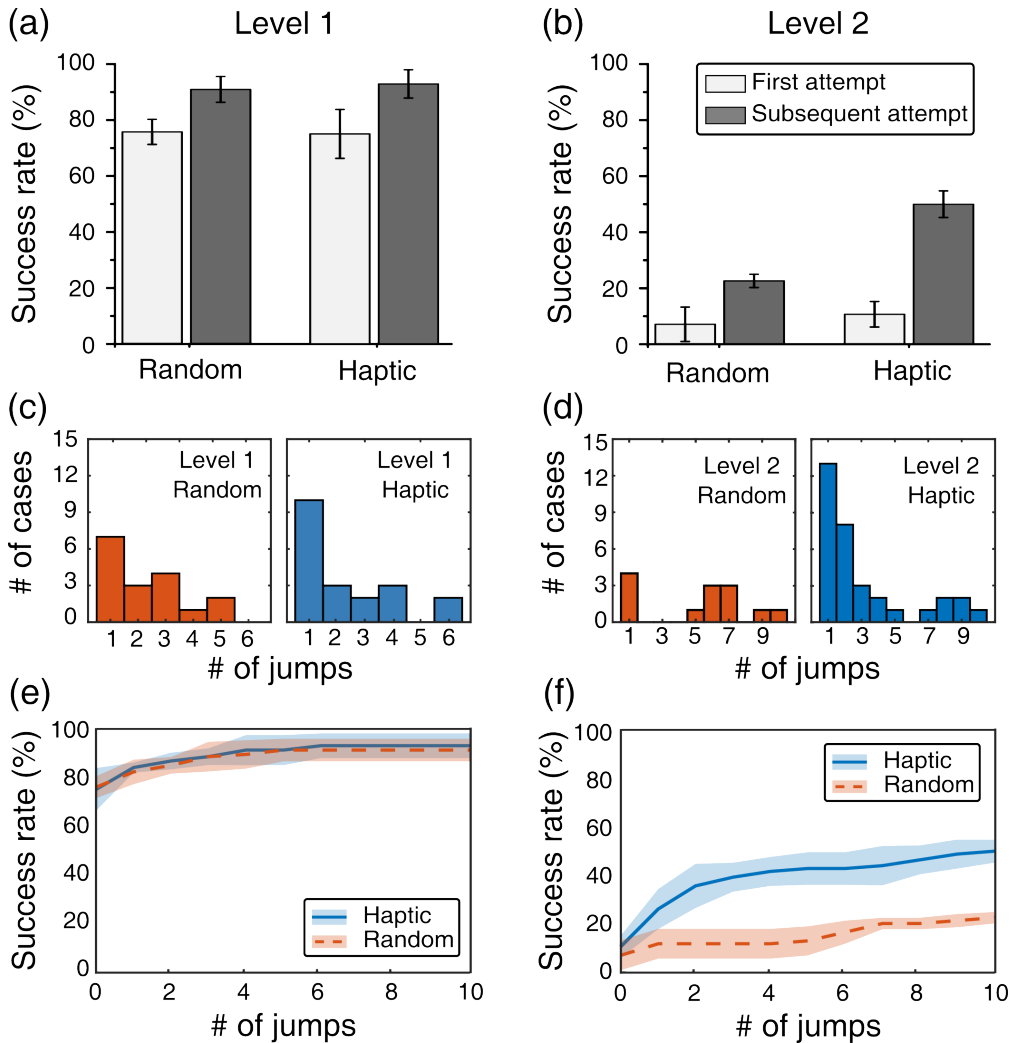 (a) Level 1
Success rate (%)
100
80
60
40
20
0
Random Haptic
(b) Level 2
Success rate (%)
100
80
60
40
20
0
First attempt
Subsequent attempt
Random Haptic
(c)
# of cases
15
12
9
6
3
0
Level 1
Random
1 2 3 4 5 6
Level 1
Haptic
1 2 3 4 5 6
# of jumps
(d)
# of cases
15
12
9
6
3
0
Level 2
Random
1 3 5 7 9
Level 2
Haptic
1 3 5 7 9
# of jumps
(e)
Success rate (%)
100
80
60
40
20
0
Haptic
Random
0 2 4 6 8 10
# of jumps
(f)
Success rate (%)
100
80
60
40
20
0
Haptic
Random
0 2 4 6 8 10
# of jumps